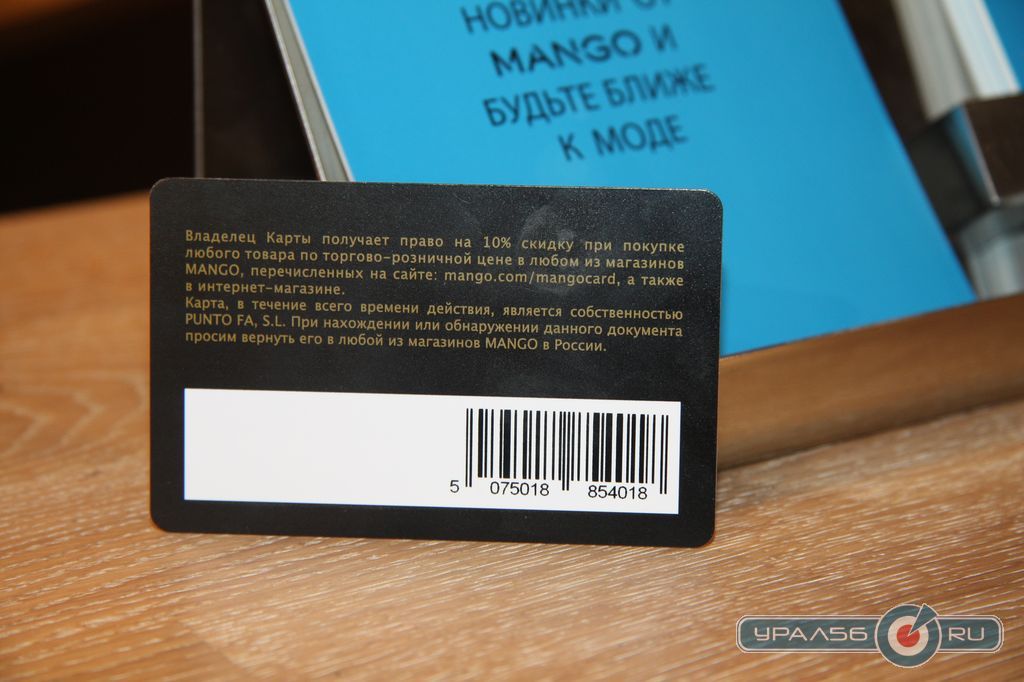 НОВИНКИ ОТ
MANGO И
БУДЬТЕ БЛИЖЕ
К МОДЕ
Владелец Карты получает право на 10% скидку при покупке
любого товара по торгово-розничной цене в любом из магазинов
MANGO, перечисленных на сайте: mango.com/mangocard, а также
в интернет-магазине.
Карта, в течение всего времени действия, является собственностью
PUNTO FA, S.L. При нахождении или обнаружении данного документа
просим вернуть его в любой из магазинов MANGO в России.
5 075018 854018
УРАЛ56 RU